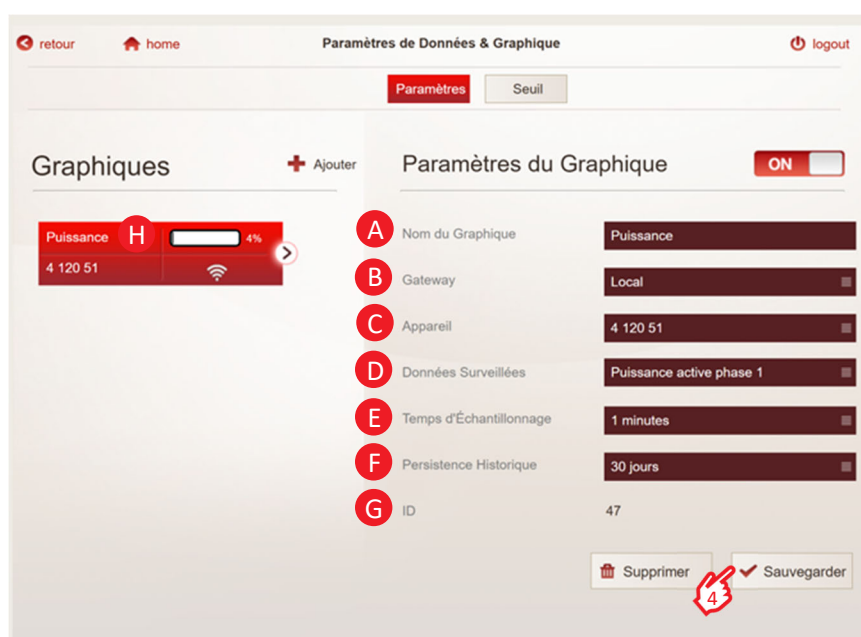 retour home Paramètres de Données & Graphique logout
Paramètres Seuil
Graphiques Ajouter
Paramètres du Graphique ON
Puissance H 4%
4 120 51
A Nom du Graphique Puissance
B Gateway Local
C Appareil 4 120 51
D Données Surveillées Puissance active phase 1
E Temps d'Échantillonnage 1 minutes
F Persistence Historique 30 jours
G ID 47
Supprimer Sauvegarder
4